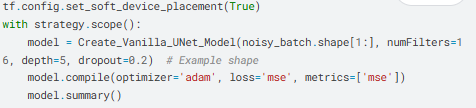 tf.config.set_soft_device_placement(True)
with strategy.scope():
    model = Create_Vanilla_UNet_Model(noisy_batch.shape[1:], numFilters=1
6, depth=5, dropout=0.2)  # Example shape
    model.compile(optimizer='adam', loss='mse', metrics=['mse'])
    model.summary()